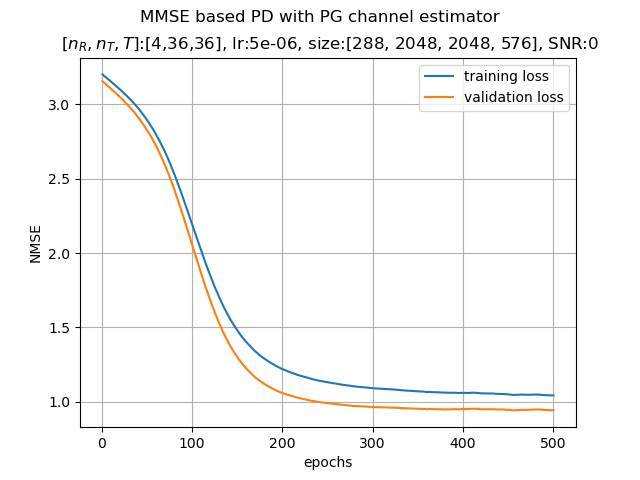 MMSE based PD with PG channel estimator
[n_R, n_T, T]:[4,36,36], lr:5e-06, size:[288, 2048, 2048, 576], SNR:0
training loss
validation loss
3.0
2.5
2.0
1.5
1.0
NMSE
0 100 200 300 400 500
epochs